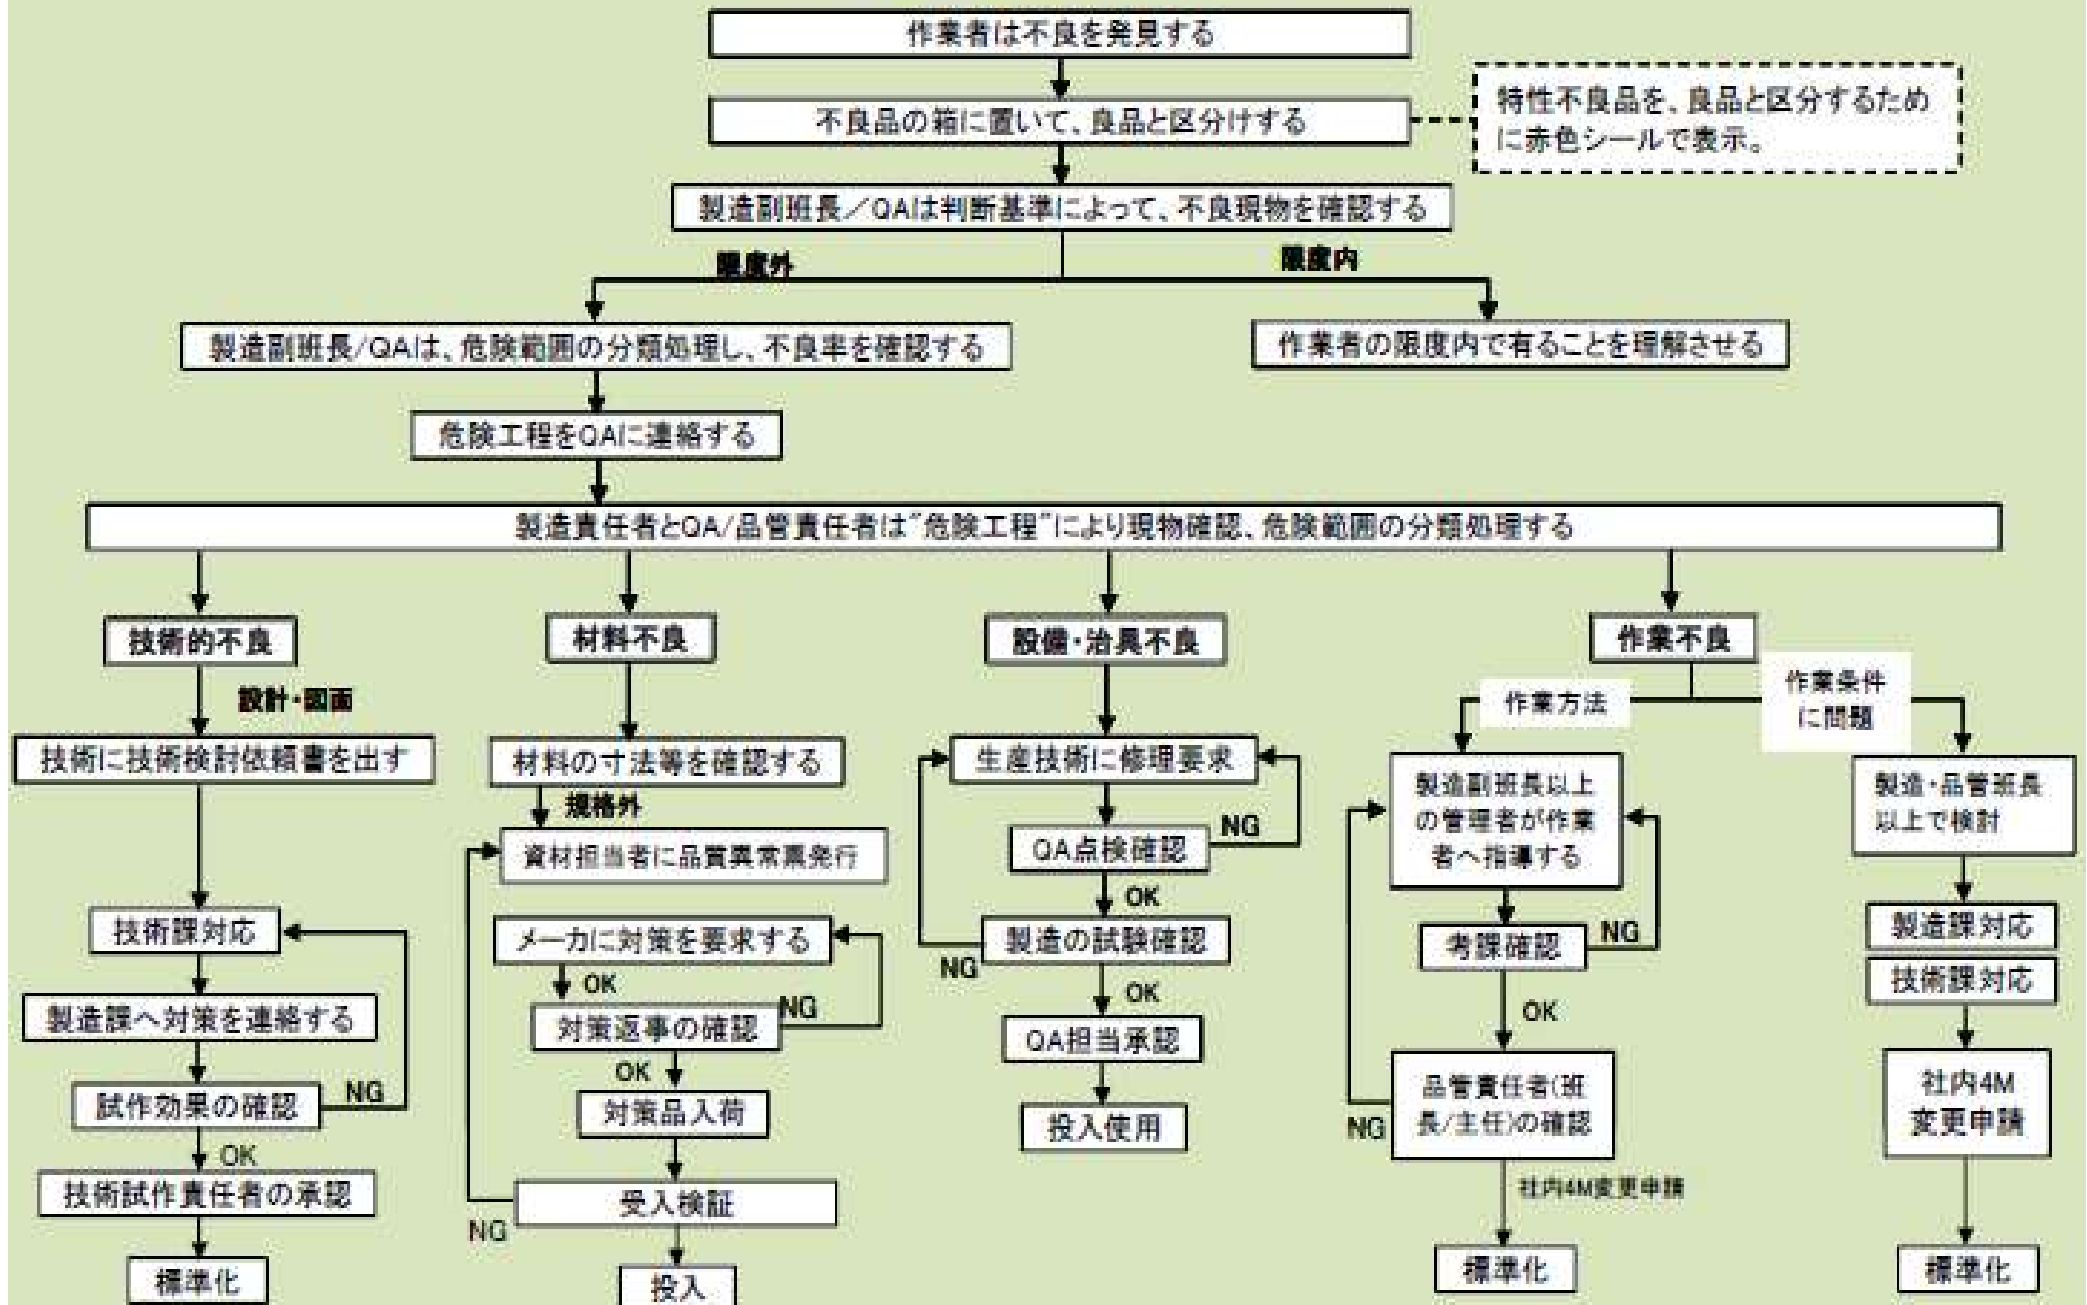 作業者は不良を発見する
不良品の箱に置いて、良品と区分けする
特性不良品を、良品と区分するため
に赤色シールで表示。
製造副班長/QAは判断基準によって、不良現物を確認する
限度外
限度内
製造副班長/QAは、危険範囲の分類処理し、不良率を確認する
作業者の限度内で有ることを理解させる
危険工程をQAに連絡する
製造責任者とQA/品管責任者は"危険工程"により現物確認、危険範囲の分類処理する
技術的不良
設計・図面
技術に技術検討依頼書を出す
技術課対応
製造課へ対策を連絡する
試作効果の確認
NG
OK
技術試作責任者の承認
標準化
材料不良
材料の寸法等を確認する
規格外
資材担当者に品質異常票発行
メーカに対策を要求する
OK
対策返事の確認
NG
OK
対策品入荷
受入検証
NG
投入
設備・治具不良
生産技術に修理要求
QA点検確認
NG
OK
製造の試験確認
NG
OK
QA担当承認
投入使用
作業不良
作業方法
作業条件
に問題
製造副班長以上
の管理者が作業
者へ指導する
考課確認
NG
OK
品管責任者(班
長/主任)の確認
NG
社内4M変更申請
標準化
製造・品管班長
以上で検討
製造課対応
技術課対応
社内4M
変更申請
標準化